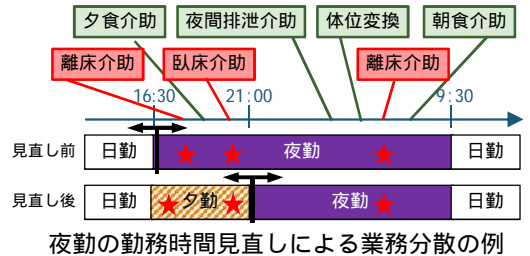 夕食介助 夜間排泄介助 体位変換 朝食介助
離床介助 臥床介助 離床介助
16:30 21:00 9:30
見直し前 日勤 夜勤 日勤
見直し後 日勤 夕勤 夜勤 日勤
夜勤の勤務時間見直しによる業務分散の例